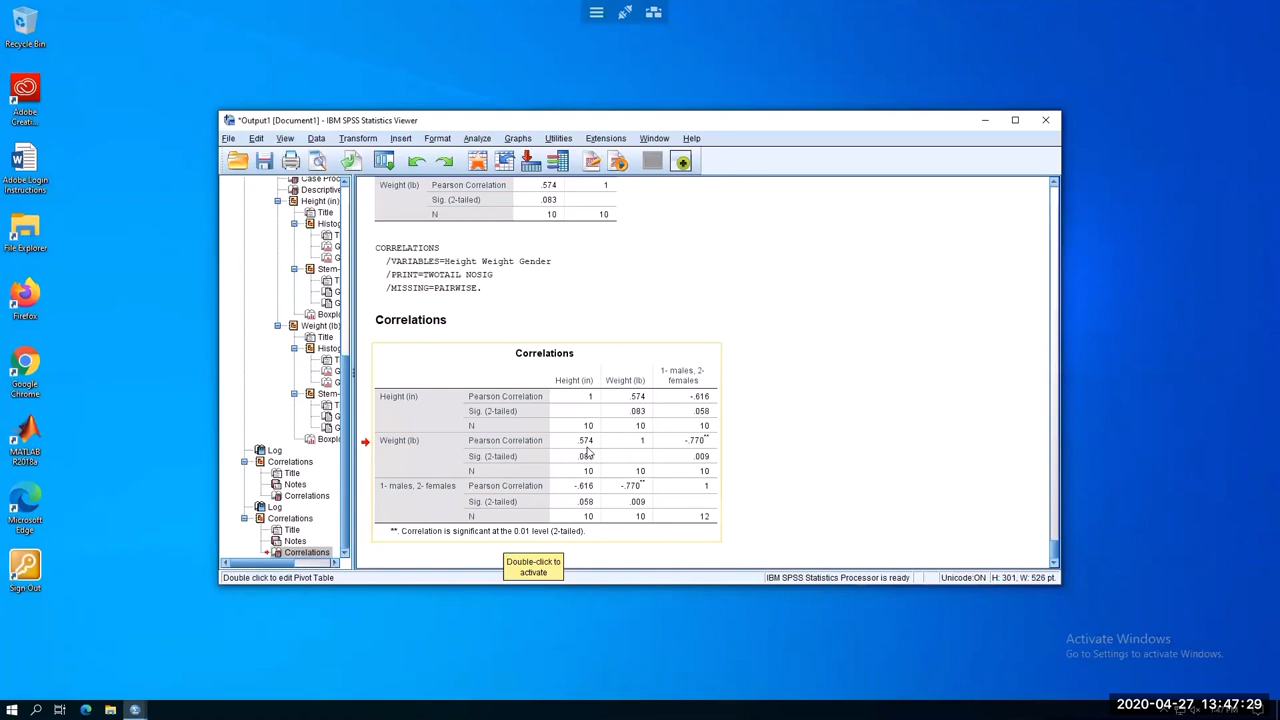 Recycle Bin
Adobe
Creati...
Adobe Login
Instructions
File Explorer
Firefox
Google
Chrome
MATLAB
R2018a
Microsoft
Edge
Sign Out
*Output1 [Document1] - IBM SPSS Statistics Viewer
File Edit View Data Transform Insert Format Analyze Graphs Utilities Extensions Window Help
Case Proc
Descriptive
Height (in)
Title
Histog
T
G
G
Stem-
T
G
G
Boxplo
Weight (lb)
Title
Histog
T
G
G
Stem-
T
G
G
Boxplo
Log
Correlations
Title
Notes
Correlations
Log
Correlations
Title
Notes
Correlations
Weight (lb) Pearson Correlation .574 1
Sig. (2-tailed) .083
N 10 10
CORRELATIONS
/VARIABLES=Height Weight Gender
/PRINT=TWOTAIL NOSIG
/MISSING=PAIRWISE.
Correlations
Correlations
Height (in) Weight (lb) 1- males, 2-
females
Height (in) Pearson Correlation 1 .574 -.616
Sig. (2-tailed) .083 .058
N 10 10 10
Weight (lb) Pearson Correlation .574 1 -.770**
Sig. (2-tailed) .083 .009
N 10 10 10
1- males, 2- females Pearson Correlation -.616 -.770** 1
Sig. (2-tailed) .058 .009
N 10 10 12
**. Correlation is significant at the 0.01 level (2-tailed).
Double-click to
activate
Double click to edit Pivot Table IBM SPSS Statistics Processor is ready Unicode:ON H: 301, W: 526 pt.
Activate Windows
Go to Settings to activate Windows.
2020-04-27 13:47:29